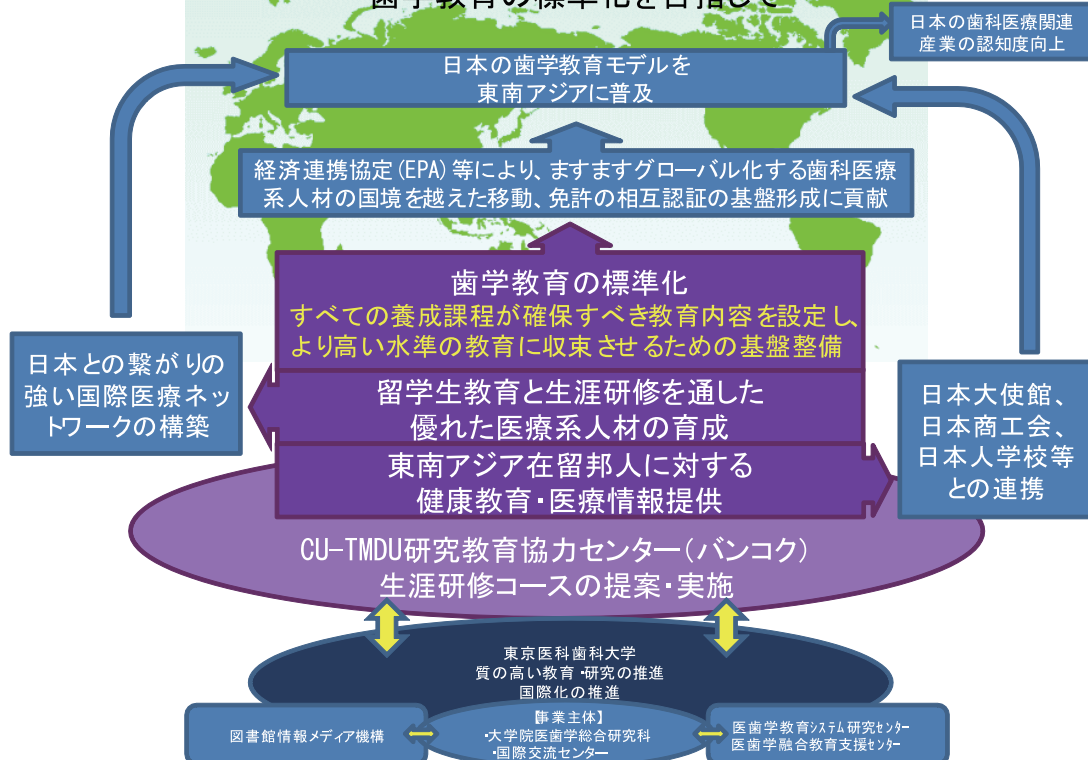 歯学教育の標準化を目指して
日本の歯科医療関連
産業の認知度向上
日本の歯学教育モデルを
東南アジアに普及
経済連携協定(EPA)等により、ますますグローバル化する歯科医療
系人材の国境を越えた移動、免許の相互認証の基盤形成に貢献
歯学教育の標準化
すべての養成課程が確保すべき教育内容を設定し、
より高い水準の教育に収束させるための基盤整備
日本との繋がりの
強い国際医療ネッ
トワークの構築
留学生教育と生涯研修を通した
優れた医療系人材の育成
日本大使館、
日本商工会、
日本人学校等
との連携
東南アジア在留邦人に対する
健康教育・医療情報提供
CU-TMDU研究教育協力センター(バンコク)
生涯研修コースの提案・実施
東京医科歯科大学
質の高い教育・研究の推進
国際化の推進
図書館情報メディア機構
【事業主体】
・大学院医歯学総合研究科
・国際交流センター
医歯学教育システム研究センター
医歯学融合教育支援センター